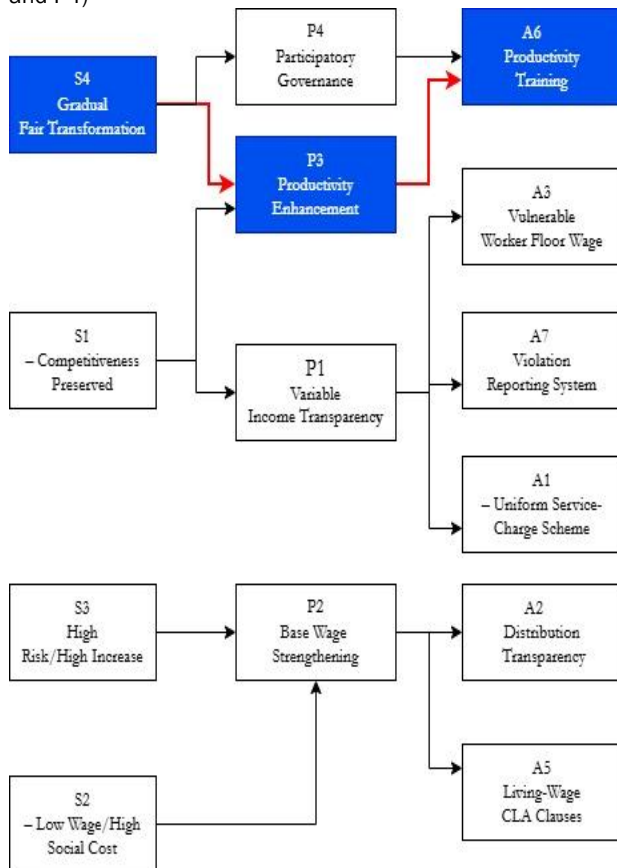 P4
Participatory
Governance
A6
Productivity
Training
S4
Gradual
Fair Transformation
P3
Productivity
Enhancement
A3
Vulnerable
Worker Floor Wage
S1
– Competitiveness
Preserved
P1
Variable
Income Transparency
A7
Violation
Reporting System
A1
– Uniform Service-
Charge Scheme
S3
High
Risk/High Increase
P2
Base Wage
Strengthening
A2
Distribution
Transparency
S2
– Low Wage/High
Social Cost
A5
Living-Wage
CLA Clauses